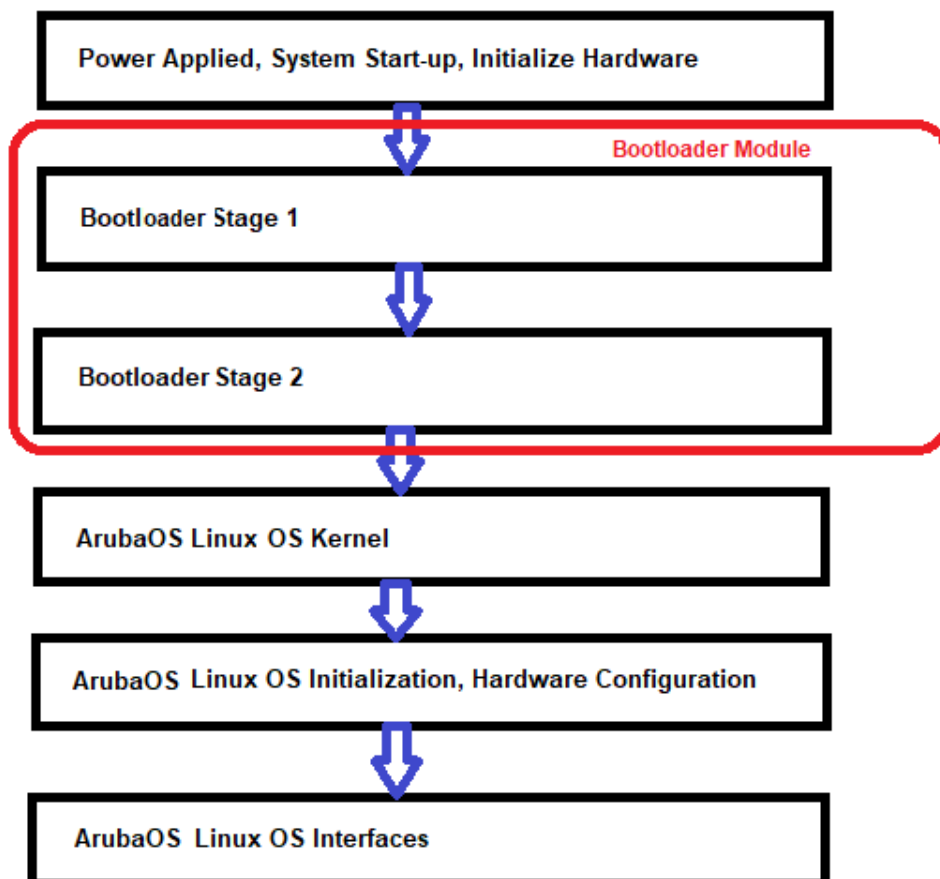 Power Applied, System Start-up, Initialize Hardware
Bootloader Module
Bootloader Stage 1
Bootloader Stage 2
ArubaOS Linux OS Kernel
ArubaOS Linux OS Initialization, Hardware Configuration
ArubaOS Linux OS Interfaces